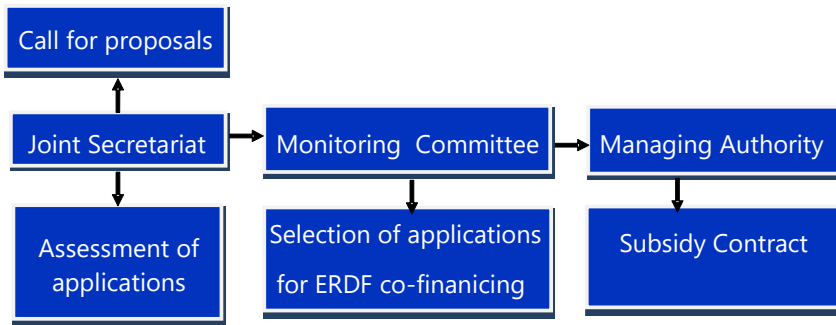 Call for proposals
Joint Secretariat
Monitoring Committee
Managing Authority
Assessment of
applications
Selection of applications
for ERDF co-finanicing
Subsidy Contract